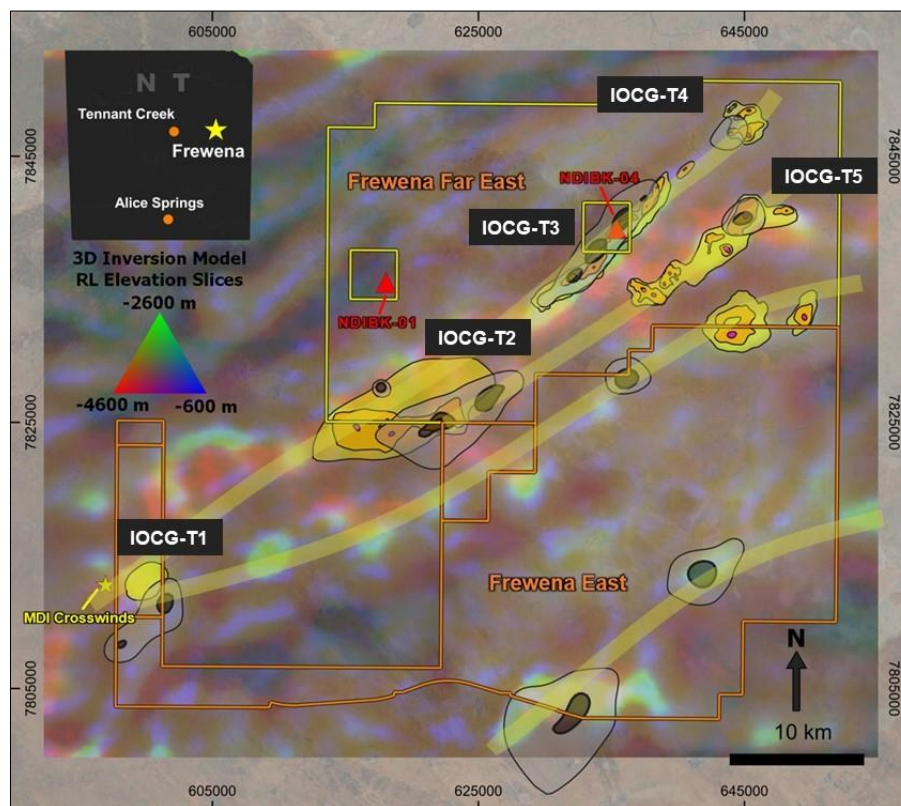 605000
625000
645000
N T
Tennant Creek
Frewena
Alice Springs
3D Inversion Model
RL Elevation Slices
-2600 m
-4600 m
-600 m
IOCG-T4
7845000
7845000
Frewena Far East
NDIBK-04
IOCG-T5
IOCG-T3
NDIBK-01
IOCG-T2
7825000
7825000
IOCG-T1
Frewena East
MDI Crosswinds
N
7805000
7805000
10 km
605000
625000
645000